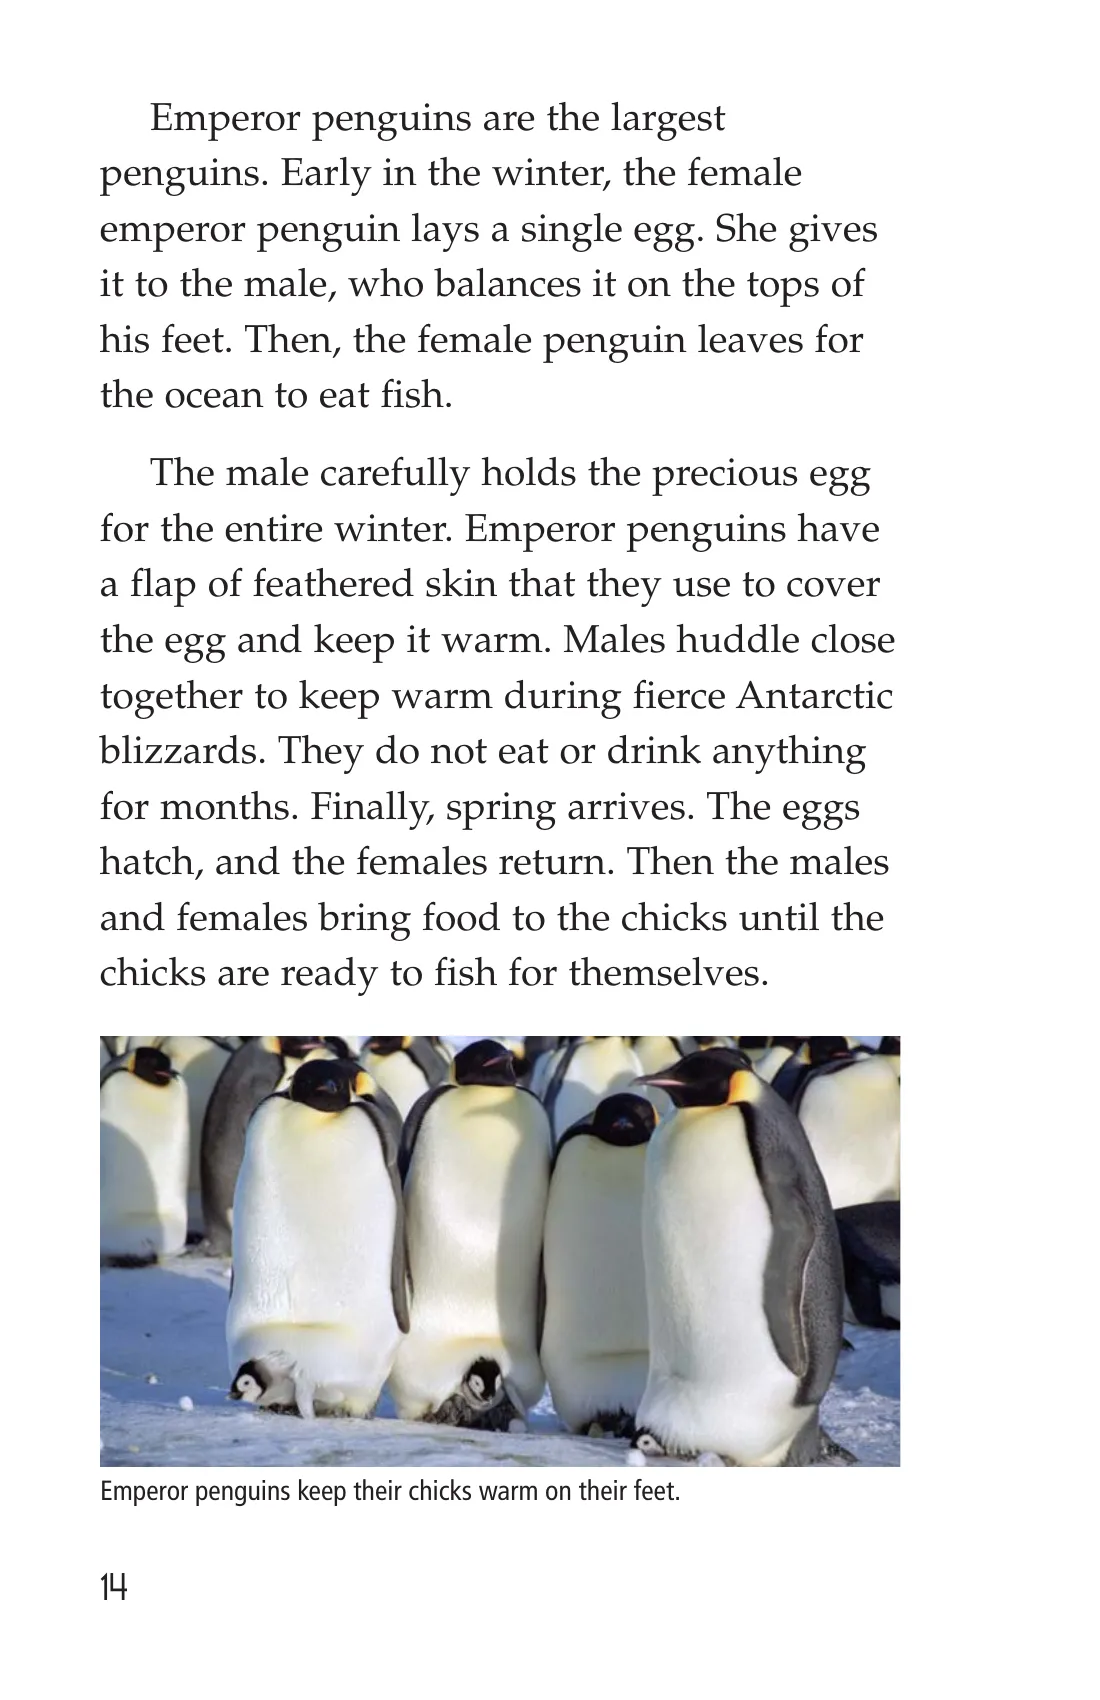 Emperor penguins are the largest
penguins. Early in the winter, the female
emperor penguin lays a single egg. She gives
it to the male, who balances it on the tops of
his feet. Then, the female penguin leaves for
the ocean to eat fish.
The male carefully holds the precious egg
for the entire winter. Emperor penguins have
a flap of feathered skin that they use to cover
the egg and keep it warm. Males huddle close
together to keep warm during fierce Antarctic
blizzards. They do not eat or drink anything
for months. Finally, spring arrives. The eggs
hatch, and the females return. Then the males
and females bring food to the chicks until the
chicks are ready to fish for themselves.
Emperor penguins keep their chicks warm on their feet.
14